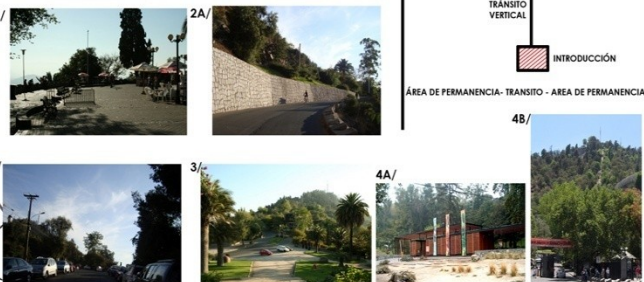 /
2A/
TRÁNSITO
VERTICAL
INTRODUCCIÓN
ÁREA DE PERMANENCIA- TRANSITO - AREA DE PERMANENCIA
4B/
/
3/
4A/